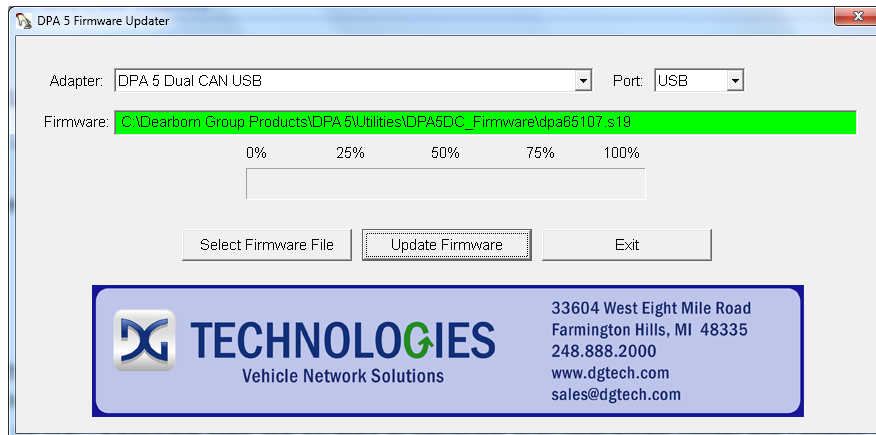 DPA 5 Firmware Updater
Adapter: DPA 5 Dual CAN USB Port: USB
Firmware: C:\Dearborn Group Products\DPA 5\Utilities\DPA5DC_Firmware\dpa65107.s19
0% 25% 50% 75% 100%
Select Firmware File Update Firmware Exit
DG TECHNOLOGIES
Vehicle Network Solutions
33604 West Eight Mile Road
Farmington Hills, MI 48335
248.888.2000
www.dgtech.com
sales@dgtech.com